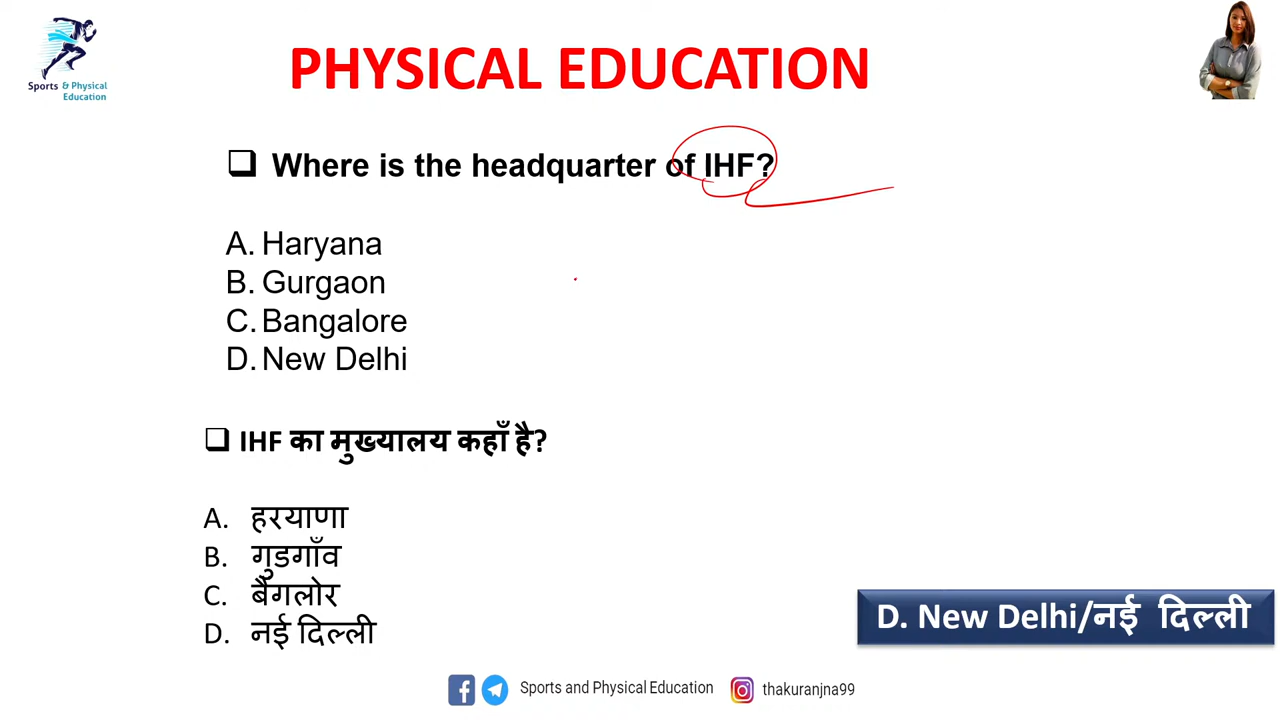 Sports & Physical
Education
PHYSICAL EDUCATION
Where is the headquarter of IHF?
A. Haryana
B. Gurgaon
C. Bangalore
D. New Delhi
IHF का मुख्यालय कहाँ है?
A. हरयाणा
B. गुडगाँव
C. बैंगलोर
D. नई दिल्ली
D. New Delhi/नई दिल्ली
Sports and Physical Education thakuranjna99